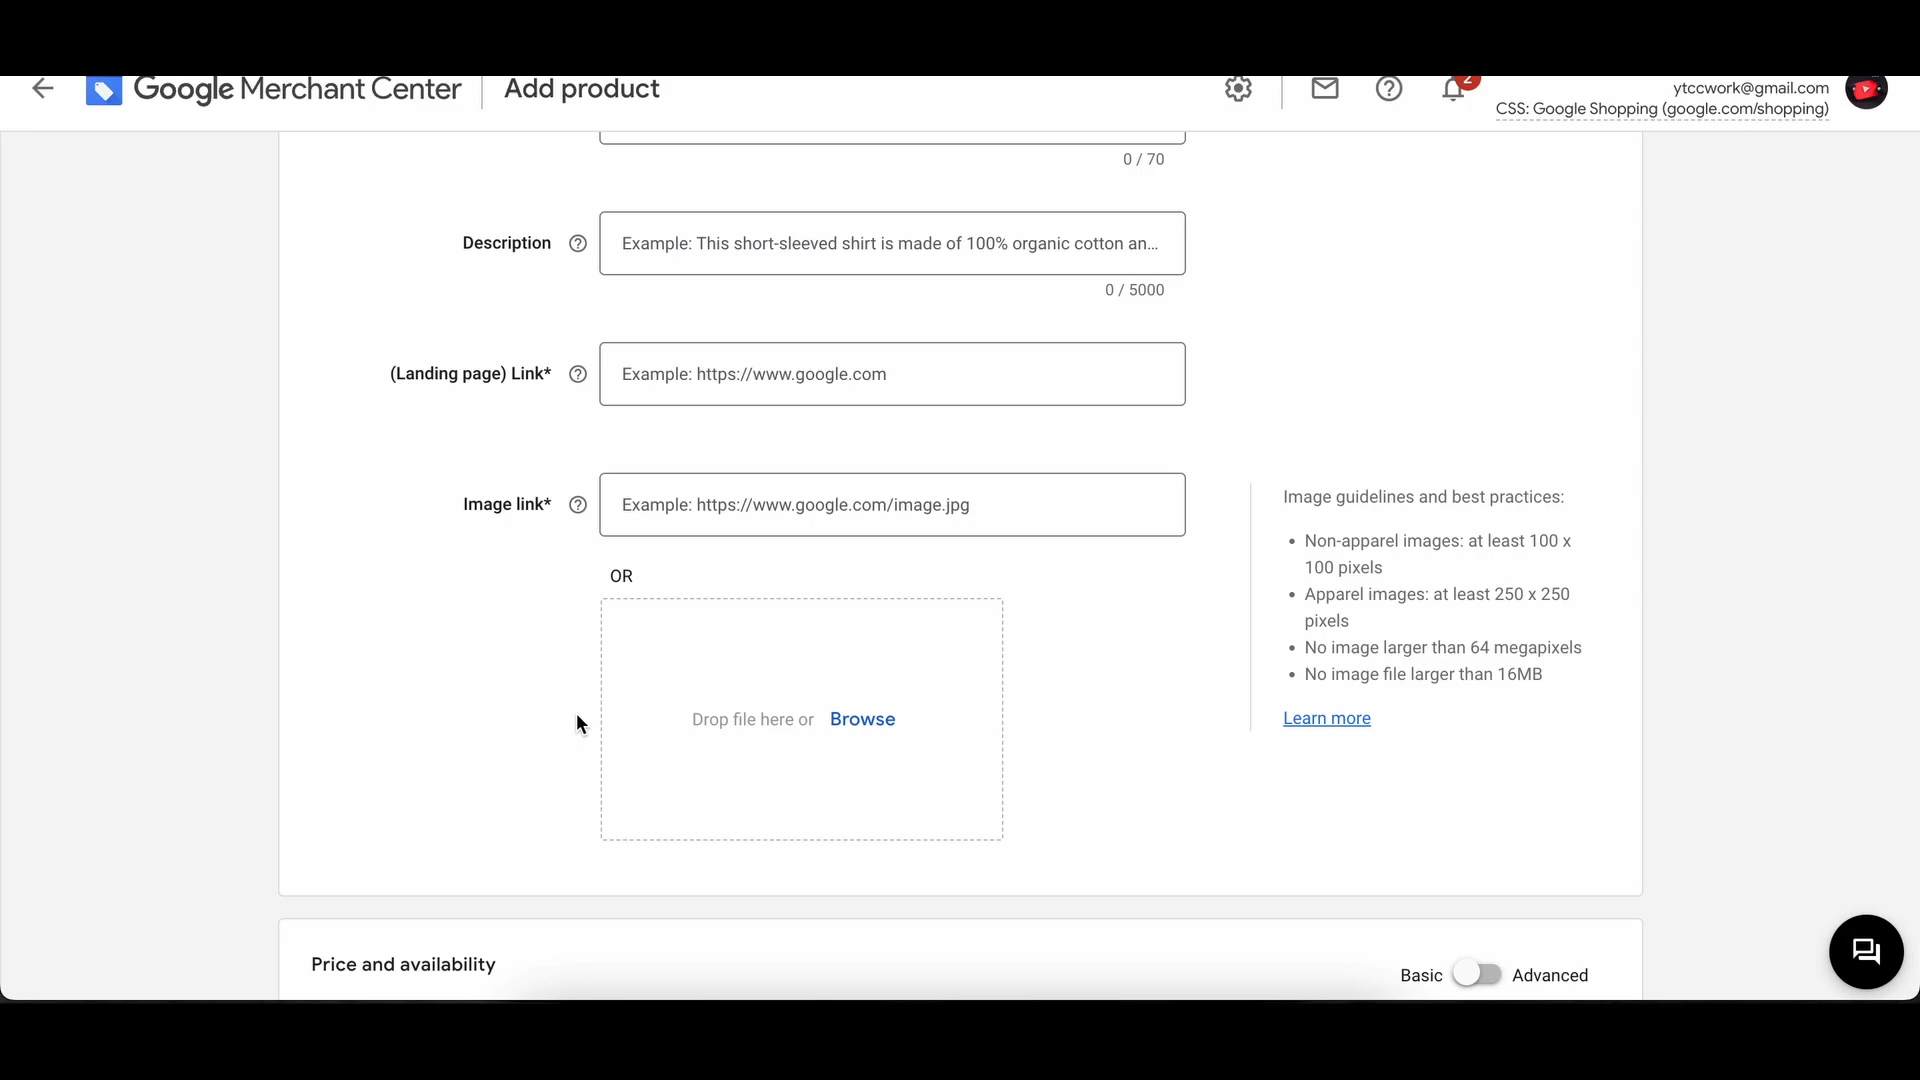 Google Merchant Center
Add product
2
ytccwork@gmail.com
CSS: Google Shopping (google.com/shopping)
0 / 70
Description
Example: This short-sleeved shirt is made of 100% organic cotton an...
0 / 5000
(Landing page) Link*
Example: https://www.google.com
Image link*
Example: https://www.google.com/image.jpg
OR
Drop file here or Browse
Image guidelines and best practices:
• Non-apparel images: at least 100 x
100 pixels
• Apparel images: at least 250 x 250
pixels
• No image larger than 64 megapixels
• No image file larger than 16MB
Learn more
Price and availability
Basic Advanced